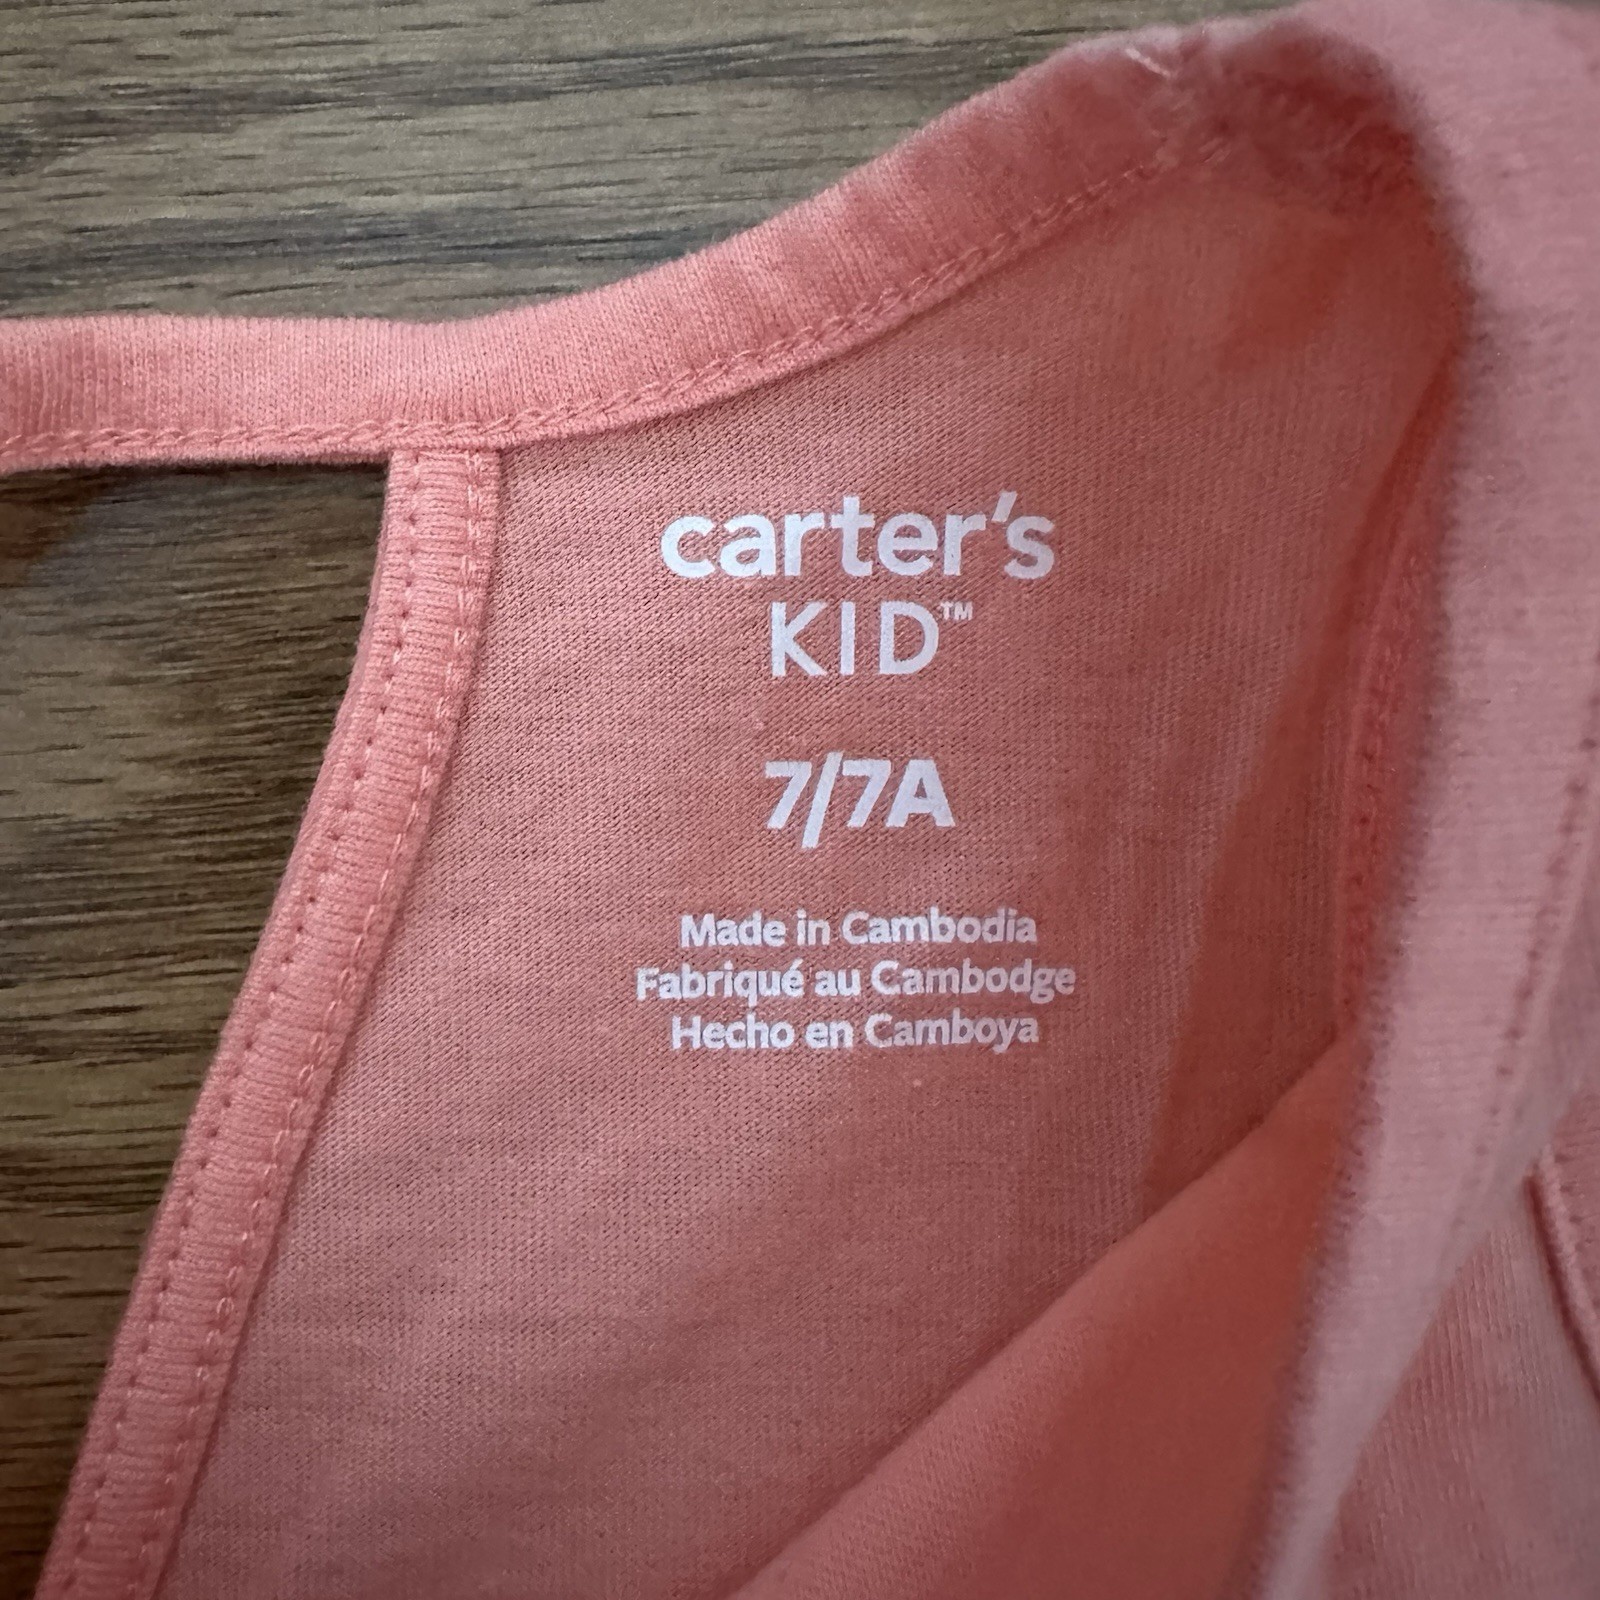 carter's
KID™
7/7A
Made in Cambodia
Fabriqué au Cambodge
Hecho en Camboya